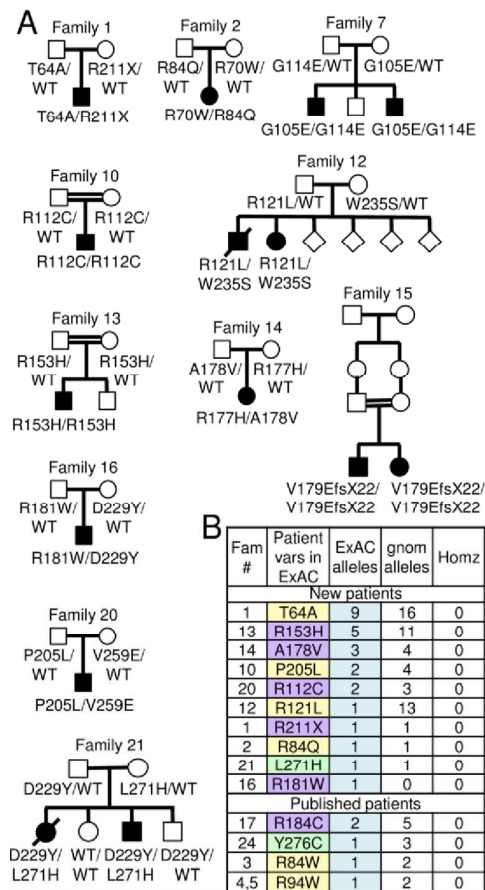 A
Family 1
T64A/ R211X/
WT WT
T64A/R211X
Family 2
R84Q/ R70W/
WT WT
R70W/R84Q
Family 7
G114E/WT G105E/WT
G105E/G114E G105E/G114E
Family 10
R112C/ R112C/
WT WT
R112C/R112C
Family 12
R121L/WT W235S/WT
R121L/ R121L/
W235S W235S
Family 13
R153H/ R153H/
WT WT
R153H/R153H
Family 14
A178V/ R177H/
WT WT
R177H/A178V
Family 15
V179EfsX22/ V179EfsX22/
V179EfsX22 V179EfsX22
Family 16
R181W/ D229Y/
WT WT
R181W/D229Y
Family 20
P205L/ V259E/
WT WT
P205L/V259E
Family 21
D229Y/WT L271H/WT
D229Y/ WT/ D229Y/ D229Y/
L271H WT L271H WT
B
Fam # Patient vars in ExAC ExAC alleles gnom alleles Homz
New patients
1 T64A 9 16 0
13 R153H 5 11 0
14 A178V 3 4 0
10 P205L 2 4 0
20 R112C 2 3 0
12 R121L 1 13 0
1 R211X 1 1 0
2 R84Q 1 1 0
21 L271H 1 1 0
16 R181W 1 0 0
Published patients
17 R184C 2 5 0
24 Y276C 1 3 0
3 R84W 1 2 0
4,5 R94W 1 2 0